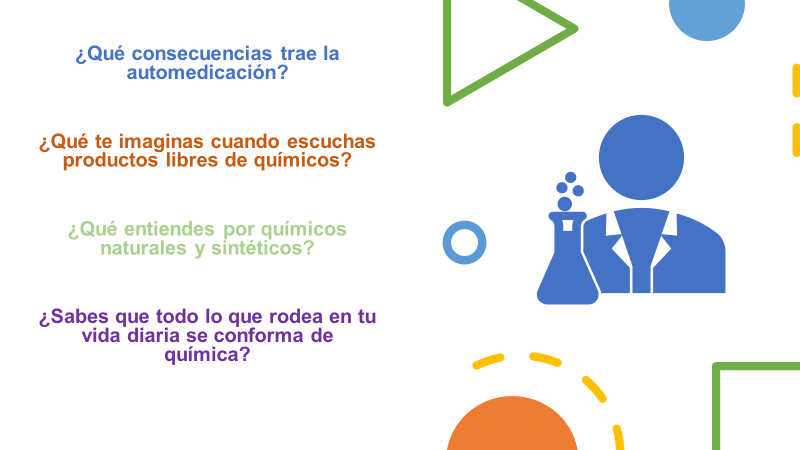 ¿Qué consecuencias trae la
automedicación?
¿Qué te imaginas cuando escuchas
productos libres de químicos?
¿Qué entiendes por químicos
naturales y sintéticos?
¿Sabes que todo lo que rodea en tu
vida diaria se conforma de
química?